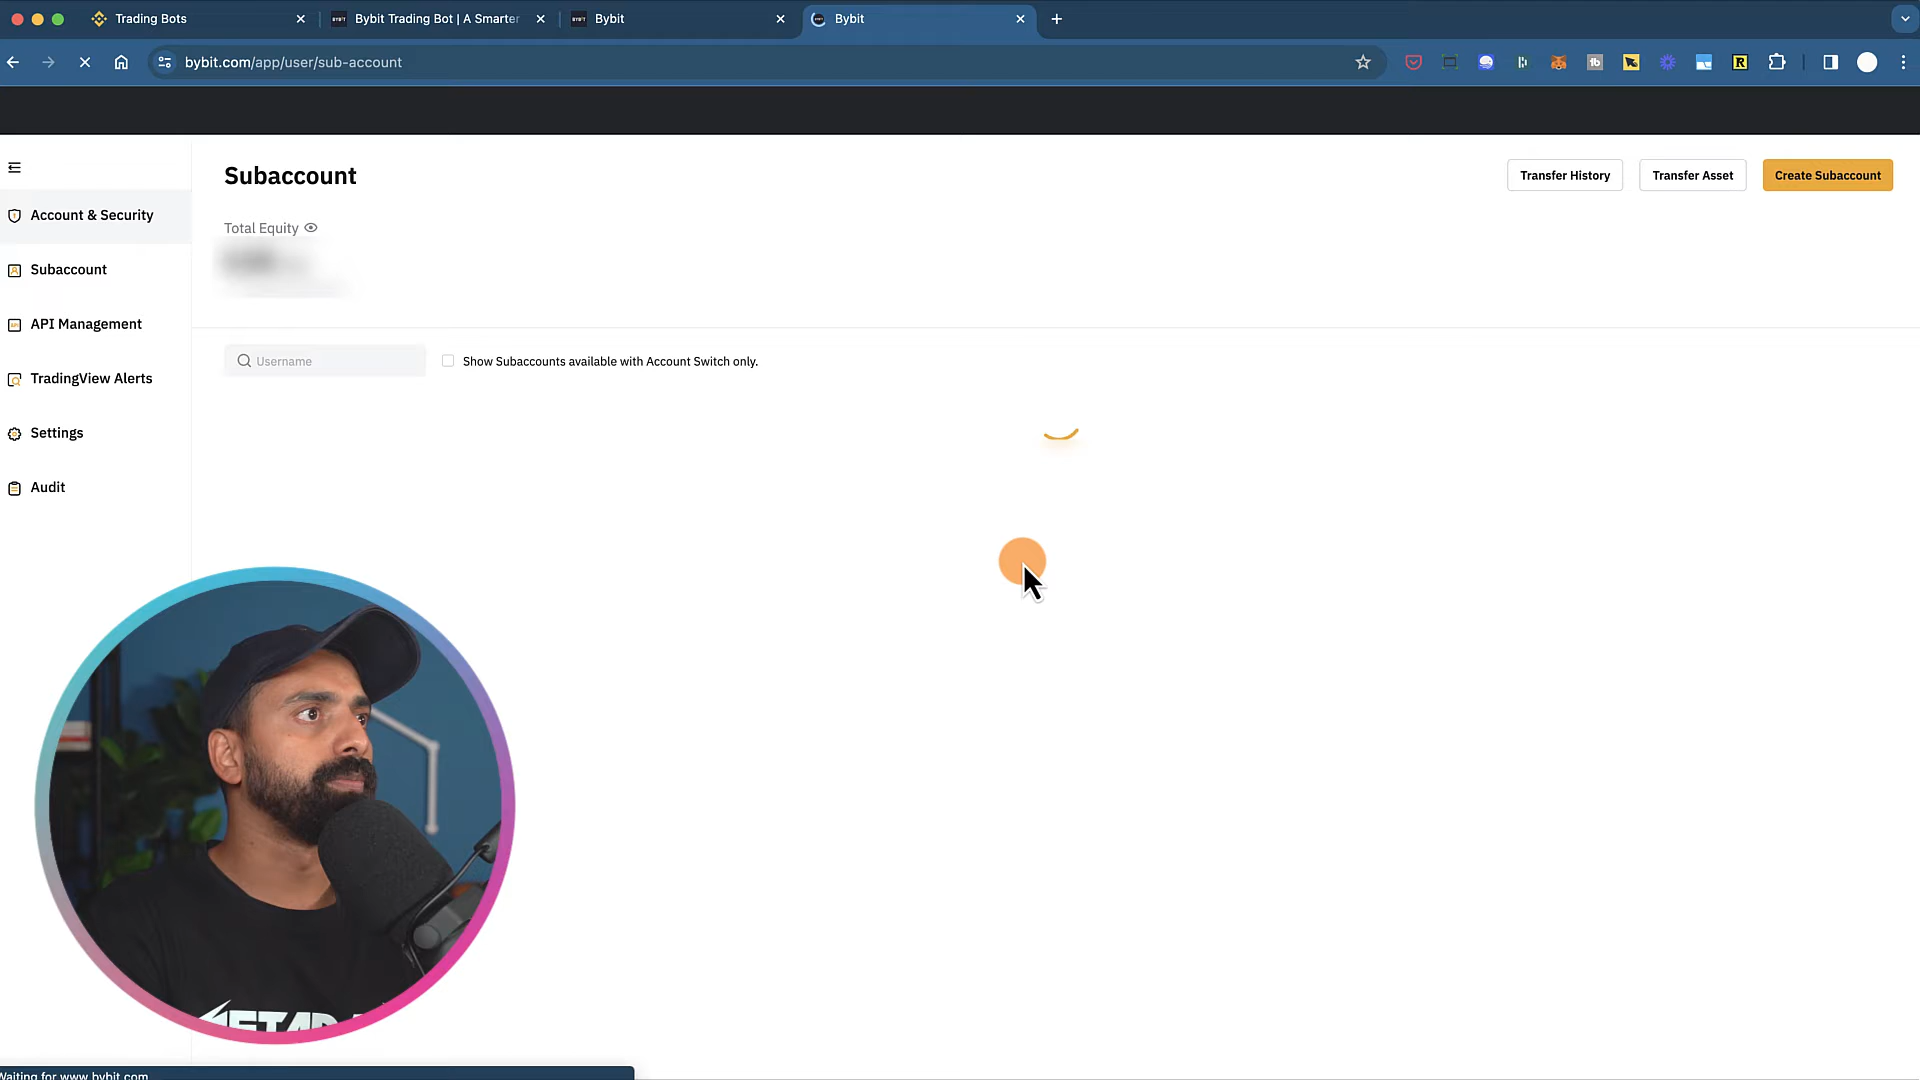 Trading Bots
Bybit Trading Bot | A Smarter
Bybit
Bybit
bybit.com/app/user/sub-account
Subaccount
Transfer History
Transfer Asset
Create Subaccount
Total Equity
Account & Security
Subaccount
API Management
TradingView Alerts
Settings
Audit
Username
Show Subaccounts available with Account Switch only.
Waiting for www.bybit.com